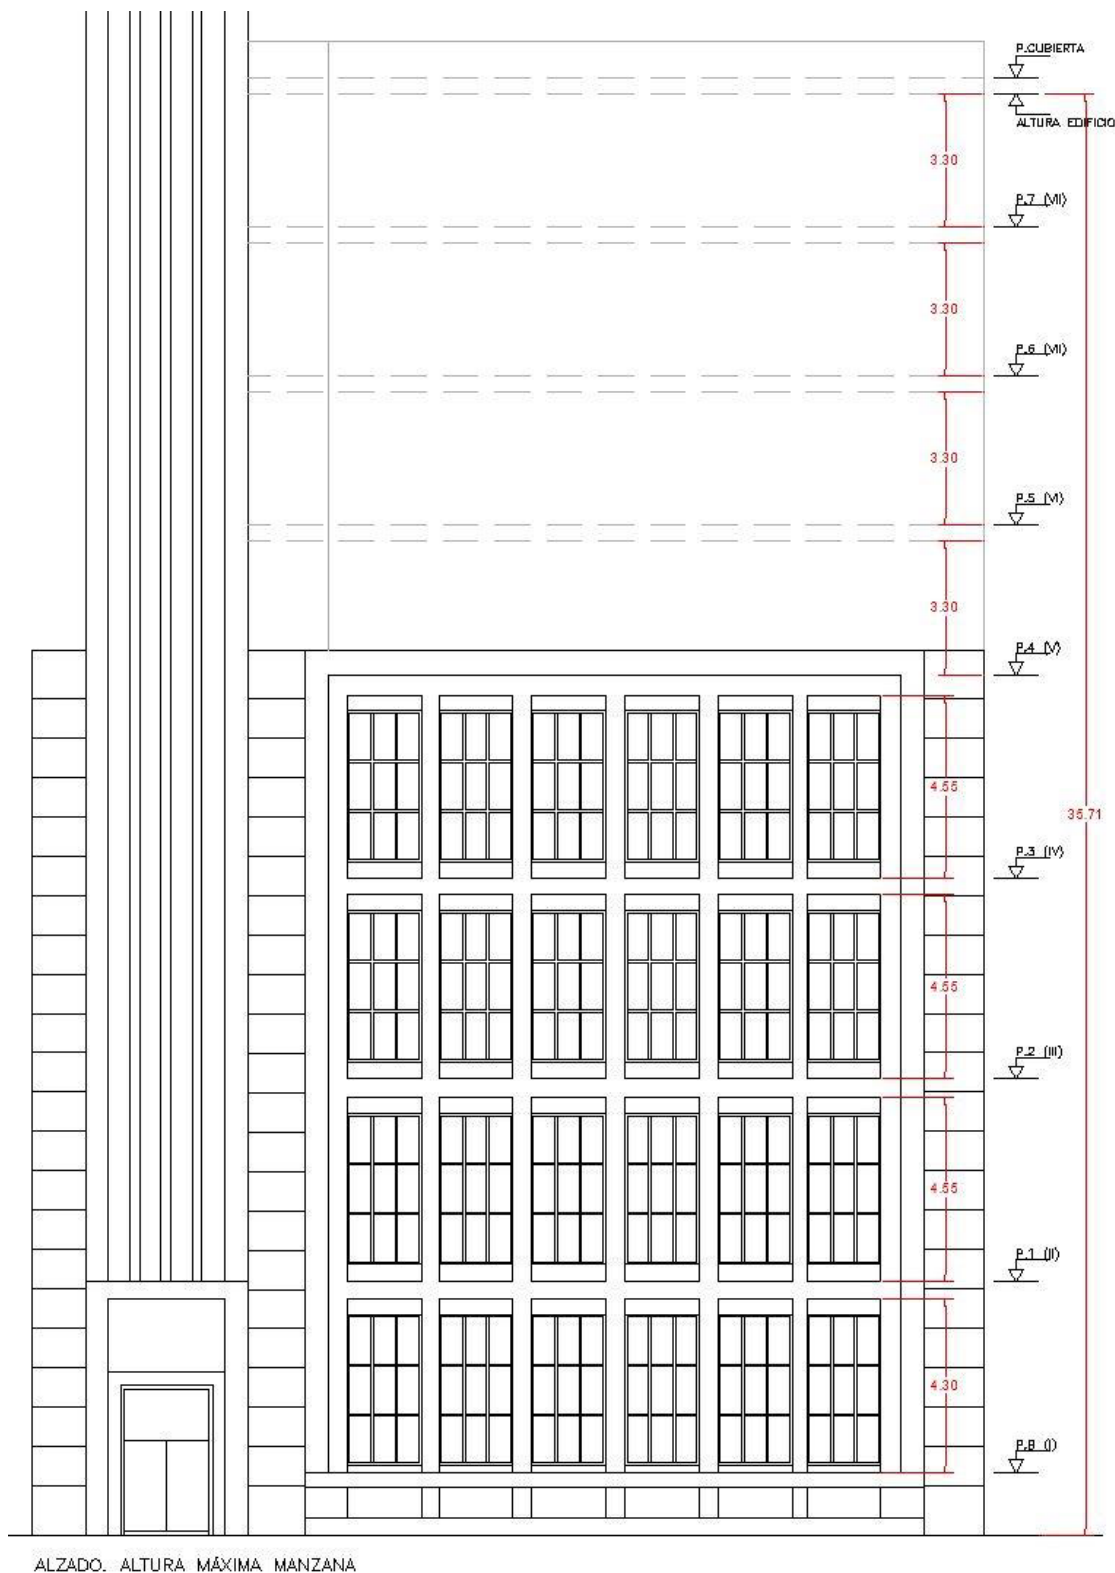 P.CUBIERTA
ALTURA EDIFICIO
3.30
P.7 (VII)
3.30
P.6 (VII)
3.30
P.5 (VI)
3.30
P.4 (V)
4.55
35.71
P.3 (IV)
4.55
P.2 (III)
4.55
P.1 (II)
4.30
P.B (I)
ALZADO. ALTURA MÁXIMA MANZANA